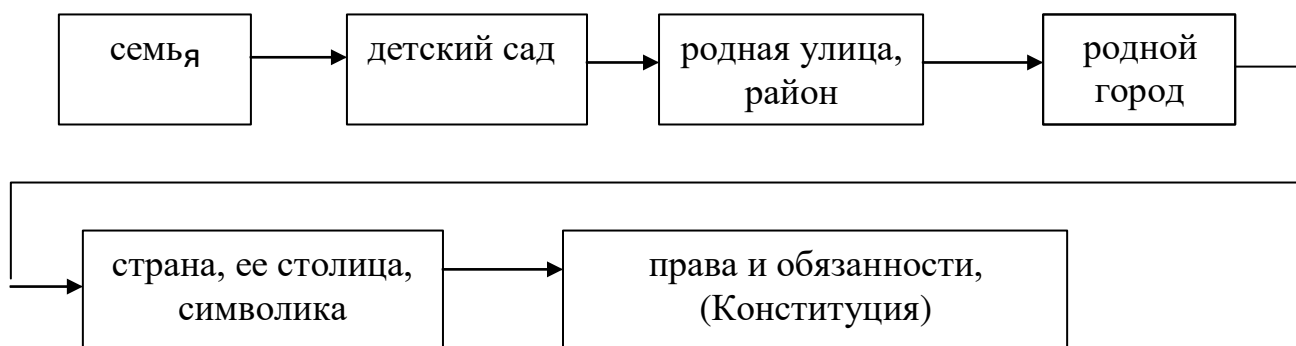 семья
детский сад
родная улица,
район
родной
город
страна, ее столица,
символика
права и обязанности,
(Конституция)